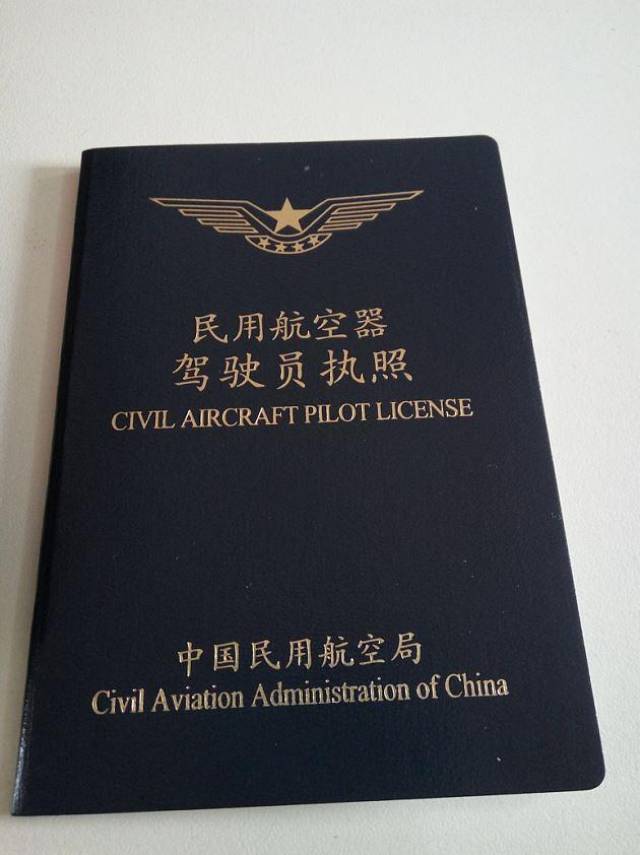 民用航空器
驾驶员执照
CIVIL AIRCRAFT PILOT LICENSE
中国民用航空局
Civil Aviation Administration of China